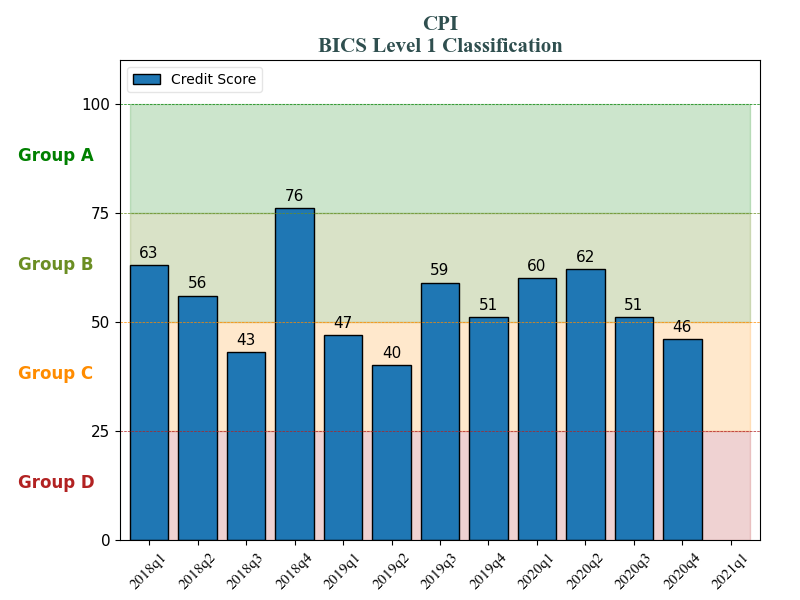 CPI
BICS Level 1 Classification
Credit Score
100
75
50
25
0
Group A
Group B
Group C
Group D
63
56
43
76
47
40
59
51
60
62
51
46
2018q1
2018q2
2018q3
2018q4
2019q1
2019q2
2019q3
2019q4
2020q1
2020q2
2020q3
2020q4
2021q1